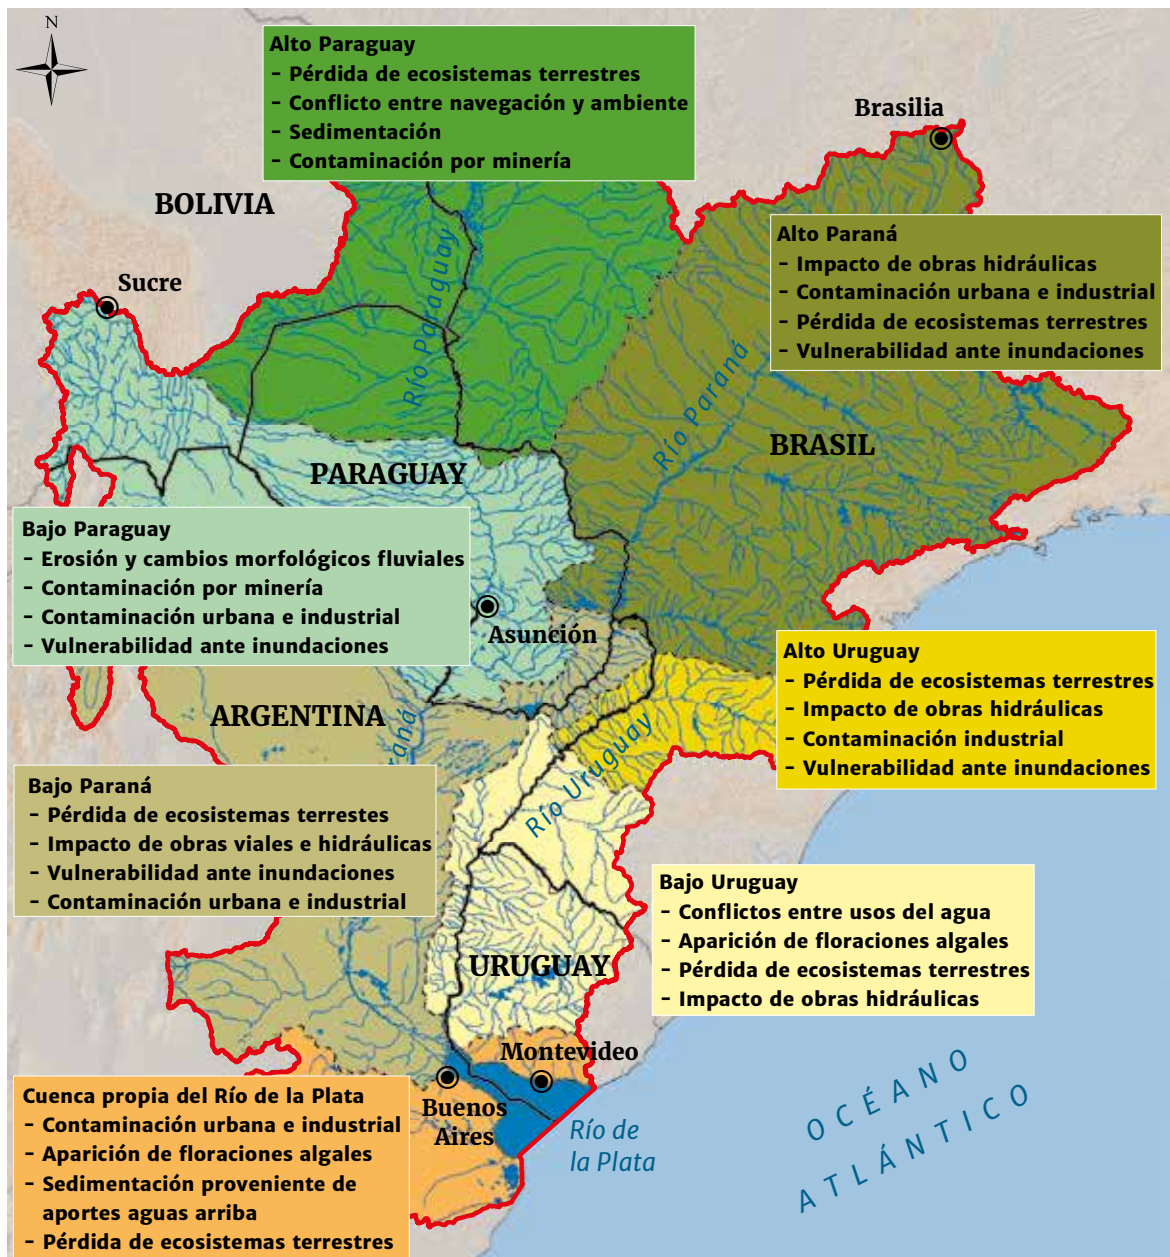 N
Alto Paraguay
- Pérdida de ecosistemas terrestres
- Conflicto entre navegación y ambiente
- Sedimentación
- Contaminación por minería
Brasilia
BOLIVIA
Alto Paraná
- Impacto de obras hidráulicas
- Contaminación urbana e industrial
- Pérdida de ecosistemas terrestres
- Vulnerabilidad ante inundaciones
Sucre
Río Paraguay
Río Paraná
BRASIL
PARAGUAY
Bajo Paraguay
- Erosión y cambios morfológicos fluviales
- Contaminación por minería
- Contaminación urbana e industrial
- Vulnerabilidad ante inundaciones
Asunción
Alto Uruguay
- Pérdida de ecosistemas terrestres
- Impacto de obras hidráulicas
- Contaminación industrial
- Vulnerabilidad ante inundaciones
ARGENTINA
raná
Río Uruguay
Bajo Paraná
- Pérdida de ecosistemas terrestes
- Impacto de obras viales e hidráulicas
- Vulnerabilidad ante inundaciones
- Contaminación urbana e industrial
Bajo Uruguay
- Conflictos entre usos del agua
- Aparición de floraciones algales
- Pérdida de ecosistemas terrestres
- Impacto de obras hidráulicas
URUGUAY
Montevideo
Buenos
Aires
Río de
la Plata
OCÉANO
ATLÁNTICO
Cuenca propia del Río de la Plata
- Contaminación urbana e industrial
- Aparición de floraciones algales
- Sedimentación proveniente de
aportes aguas arriba
- Pérdida de ecosistemas terrestres